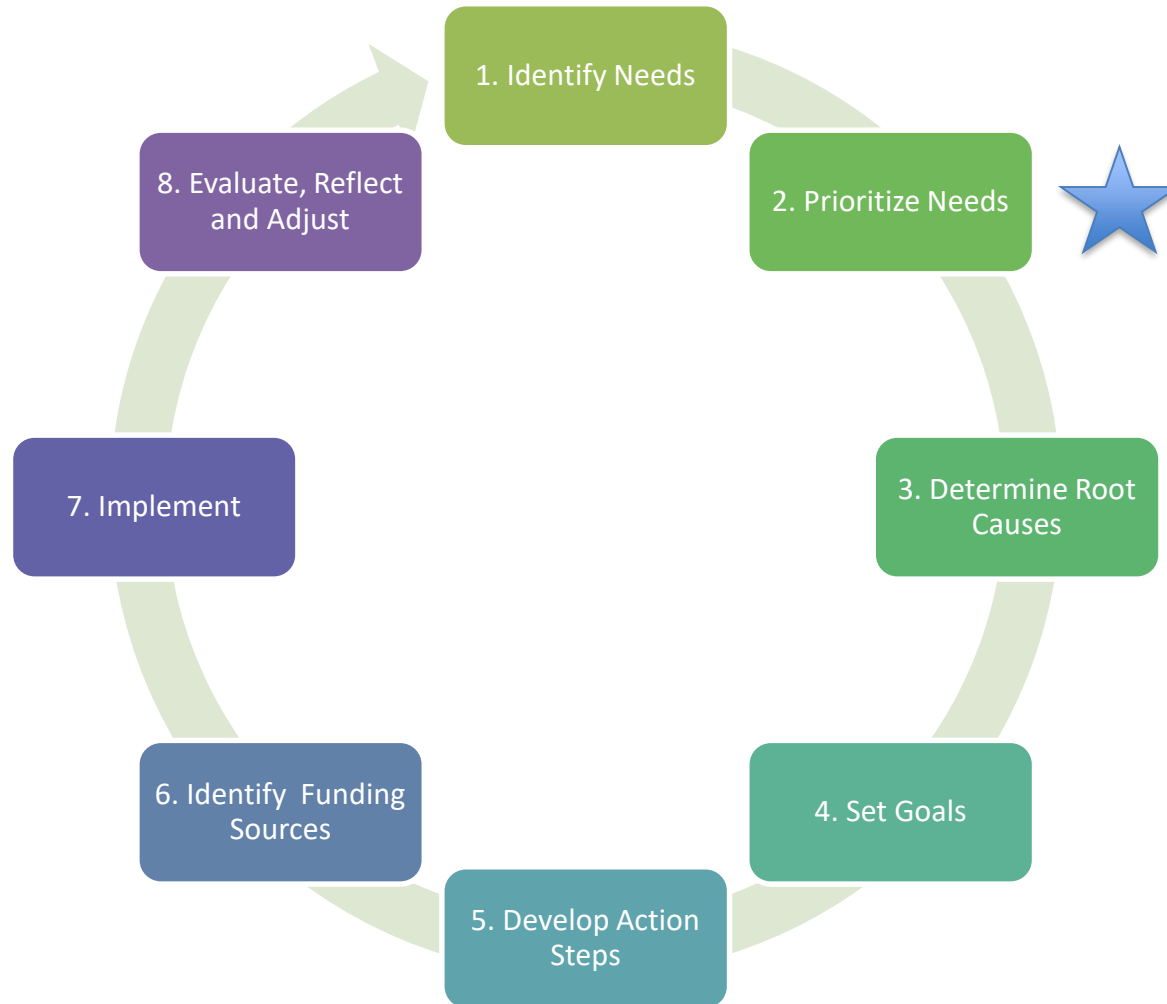 1. Identify Needs
2. Prioritize Needs
3. Determine Root
Causes
4. Set Goals
5. Develop Action
Steps
6. Identify  Funding
Sources
7. Implement
8. Evaluate, Reflect
and Adjust